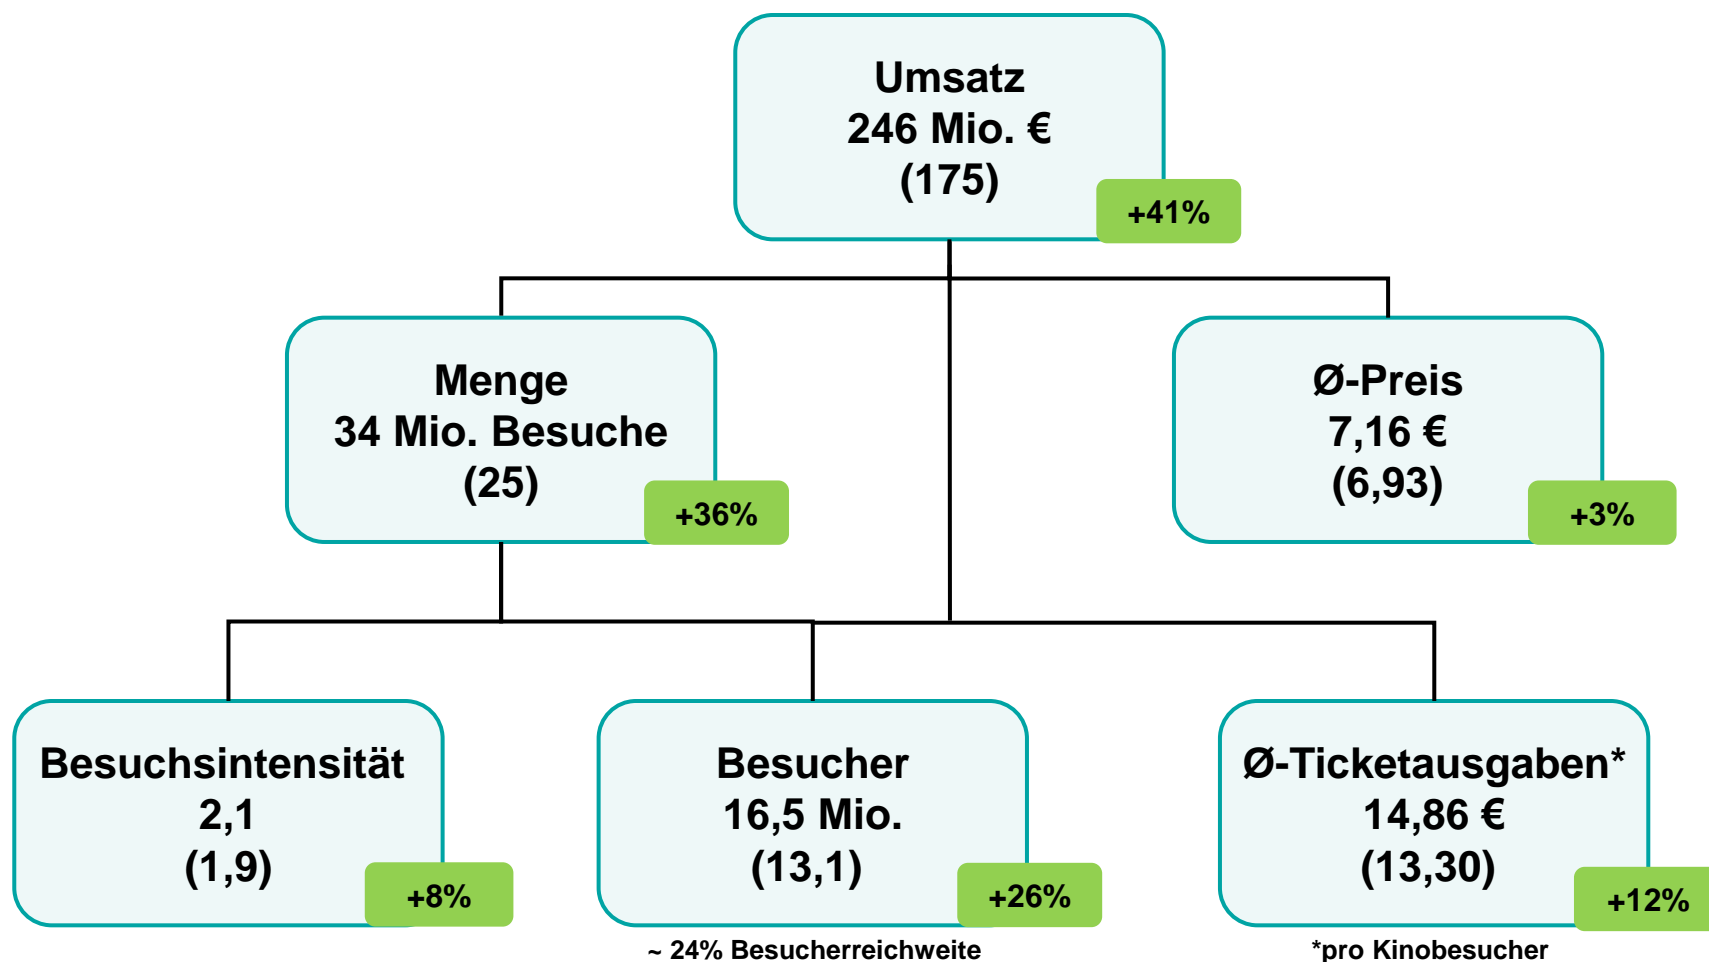 Umsatz
246 Mio. €
(175)
+41%
Menge
34 Mio. Besuche
(25)
+36%
Ø-Preis
7,16 €
(6,93)
+3%
Besuchsintensität
2,1
(1,9)
+8%
Besucher
16,5 Mio.
(13,1)
+26%
~ 24% Besucherreichweite
Ø-Ticketausgaben*
14,86 €
(13,30)
+12%
*pro Kinobesucher